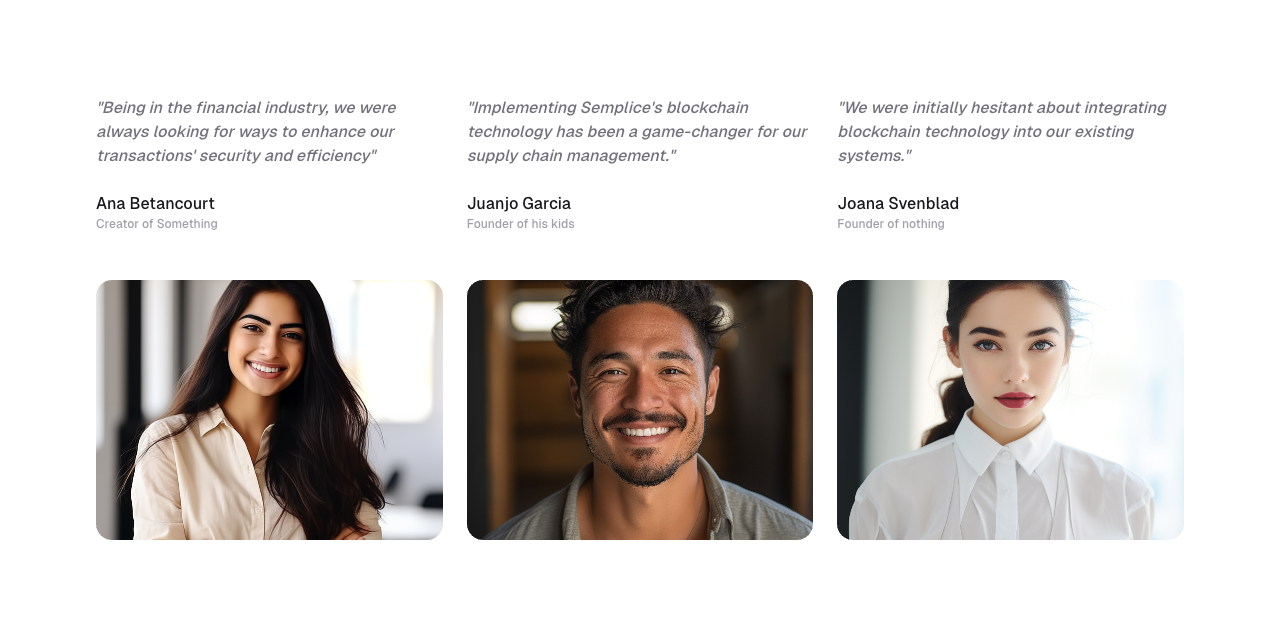 "Being in the financial industry, we were
always looking for ways to enhance our
transactions' security and efficiency"
Ana Betancourt
Creator of Something
"Implementing Semplice's blockchain
technology has been a game-changer for our
supply chain management."
Juanjo Garcia
Founder of his kids
"We were initially hesitant about integrating
blockchain technology into our existing
systems."
Joana Svenblad
Founder of nothing